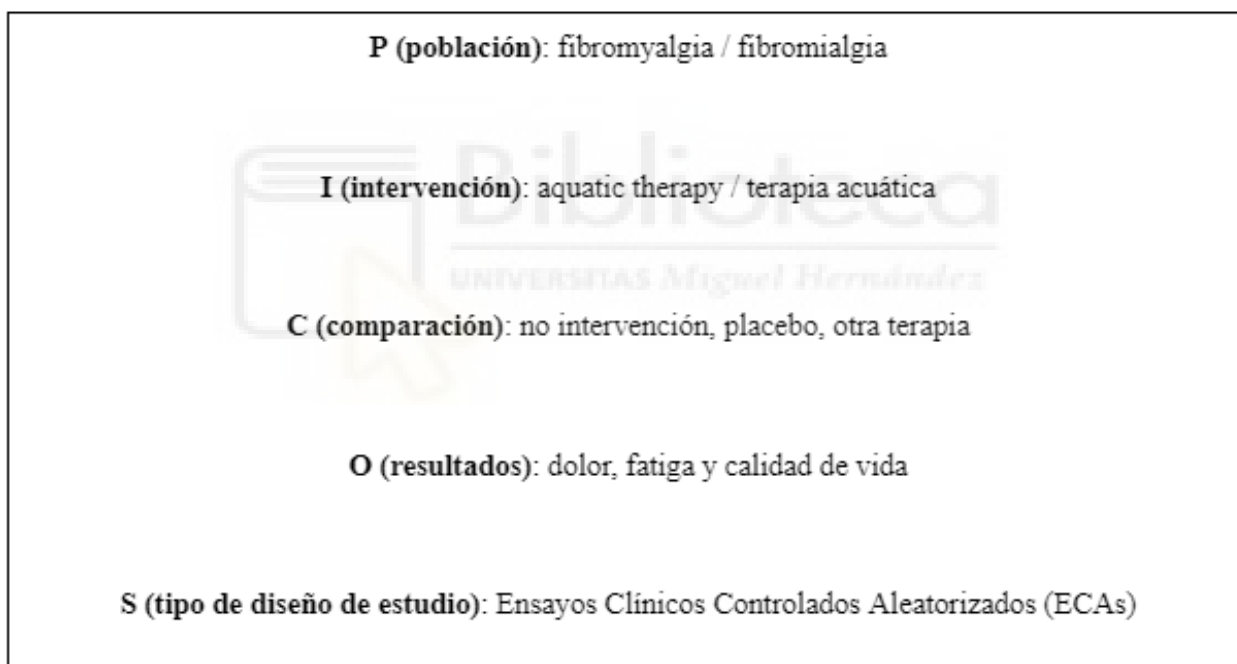 P (población): fibromyalgia / fibromialgia
Biblioteca
I (intervención): aquatic therapy / terapia acuática
UNIVERSITAS Miguel Hernández
C (comparación): no intervención, placebo, otra terapia
O (resultados): dolor, fatiga y calidad de vida
S (tipo de diseño de estudio): Ensayos Clínicos Controlados Aleatorizados (ECAs)